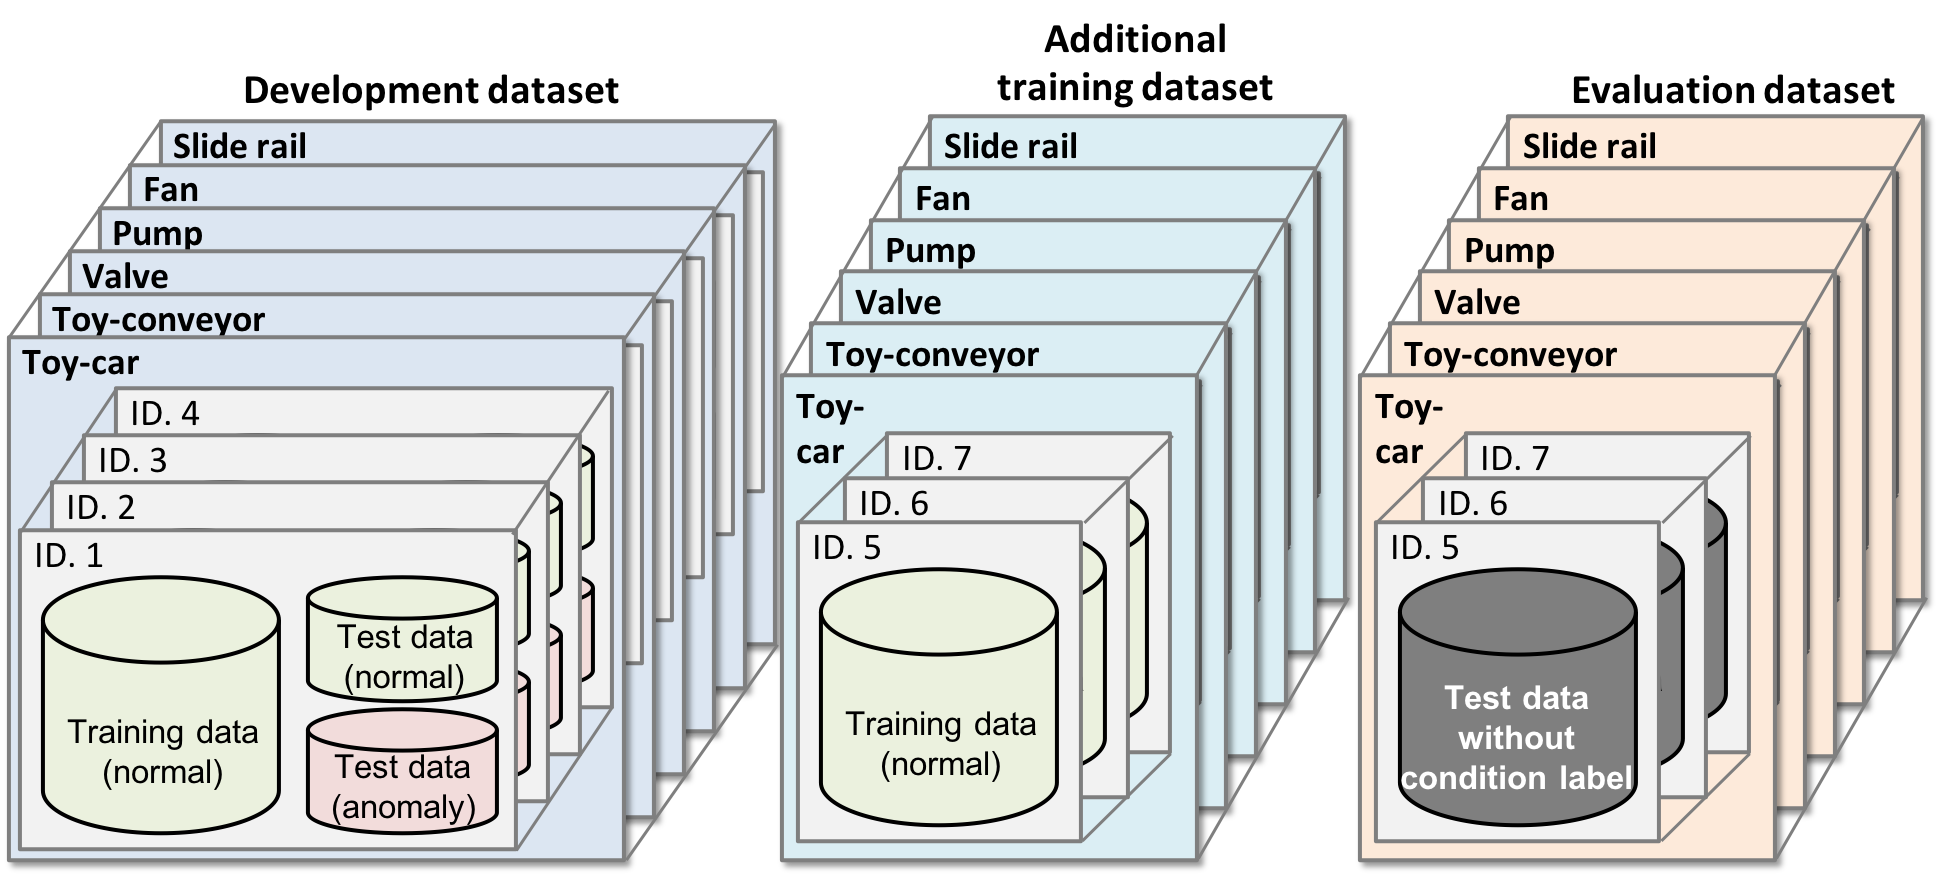 Development dataset
Slide rail
Fan
Pump
Valve
Toy-conveyor
Toy-car
ID. 4
ID. 3
ID. 2
ID. 1
Training data
(normal)
Test data
(normal)
Test data
(anomaly)
Additional
training dataset
Slide rail
Fan
Pump
Valve
Toy-conveyor
Toy-
car
ID. 7
ID. 6
ID. 5
Training data
(normal)
Evaluation dataset
Slide rail
Fan
Pump
Valve
Toy-conveyor
Toy-
car
ID. 7
ID. 6
ID. 5
Test data
without
condition label